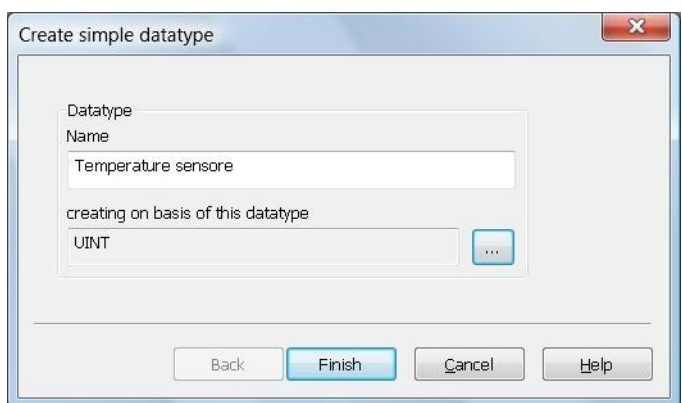 Create simple datatype
Datatype
Name
Temperature sensore
creating on basis of this datatype
UINT
...
Back Finish Cancel Help